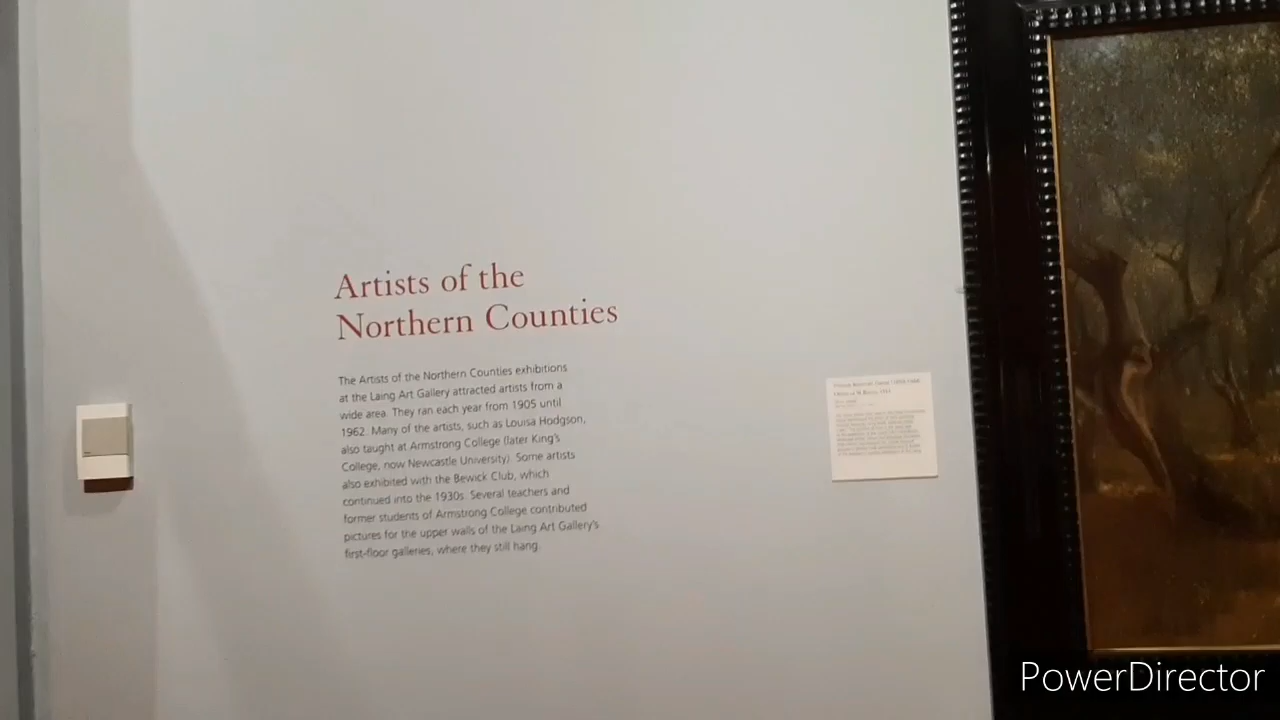 Artists of the
Northern Counties
The Artists of the Northern Counties exhibitions
at the Laing Art Gallery attracted artists from a
wide area. They ran each year from 1905 until
1962. Many of the artists, such as Louisa Hodgson,
also taught at Armstrong College (later King's
College, now Newcastle University). Some artists
also exhibited with the Bewick Club, which
continued into the 1930s. Several teachers and
former students of Armstrong College contributed
pictures for the upper walls of the Laing Art Gallery's
first-floor galleries, where they still hang.
PowerDirector